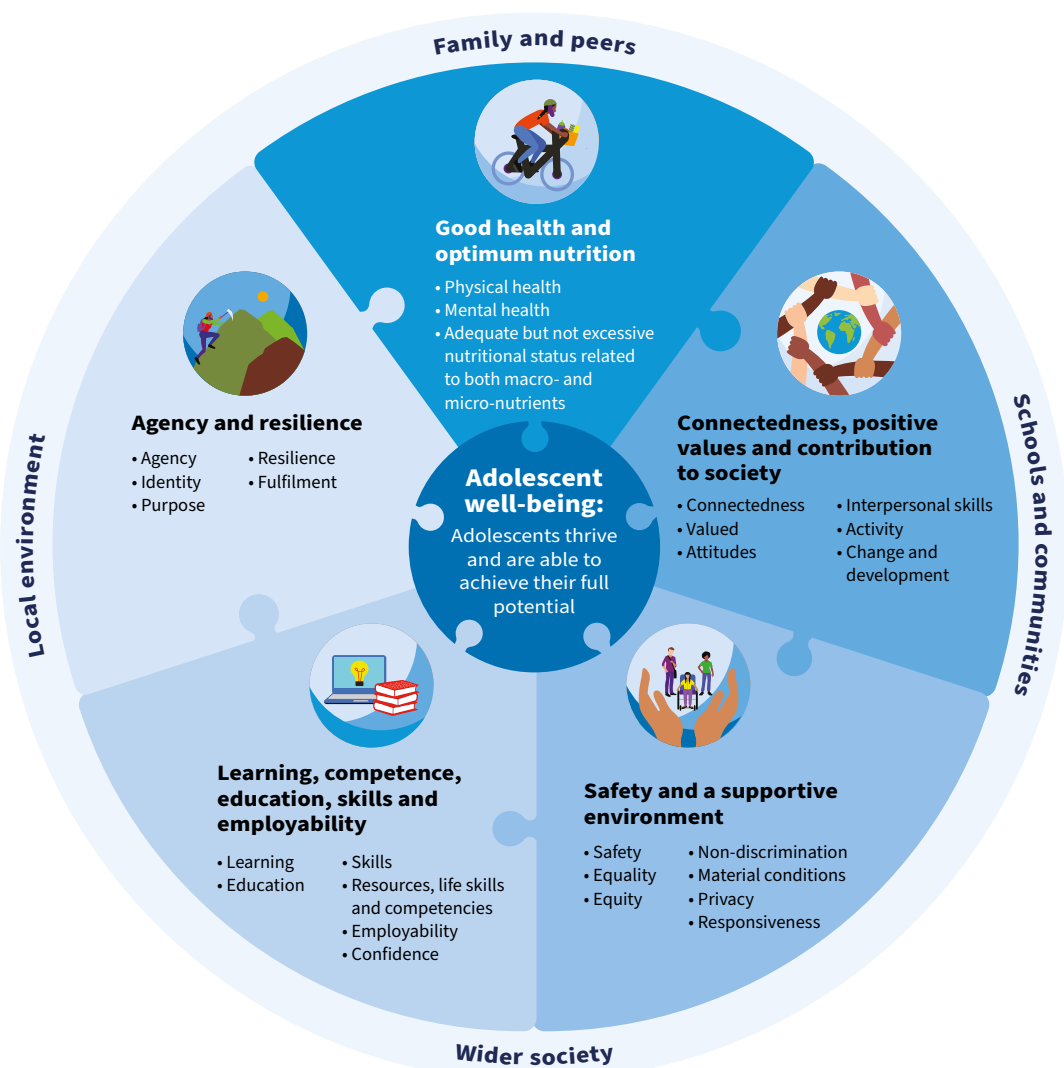 Family and peers
Good health and
optimum nutrition
• Physical health
• Mental health
• Adequate but not excessive
nutritional status related
to both macro- and
micro-nutrients
Agency and resilience
• Agency
• Identity
• Purpose
• Resilience
• Fulfilment
Connectedness, positive
values and contribution
to society
• Connectedness
• Valued
• Attitudes
• Interpersonal skills
• Activity
• Change and
development
Adolescent
well-being:
Adolescents thrive
and are able to
achieve their full
potential
Local environment
Schools and communities
Learning, competence,
education, skills and
employability
• Learning
• Education
• Skills
• Resources, life skills
and competencies
• Employability
• Confidence
Safety and a supportive
environment
• Safety
• Equality
• Equity
• Non-discrimination
• Material conditions
• Privacy
• Responsiveness
Wider society